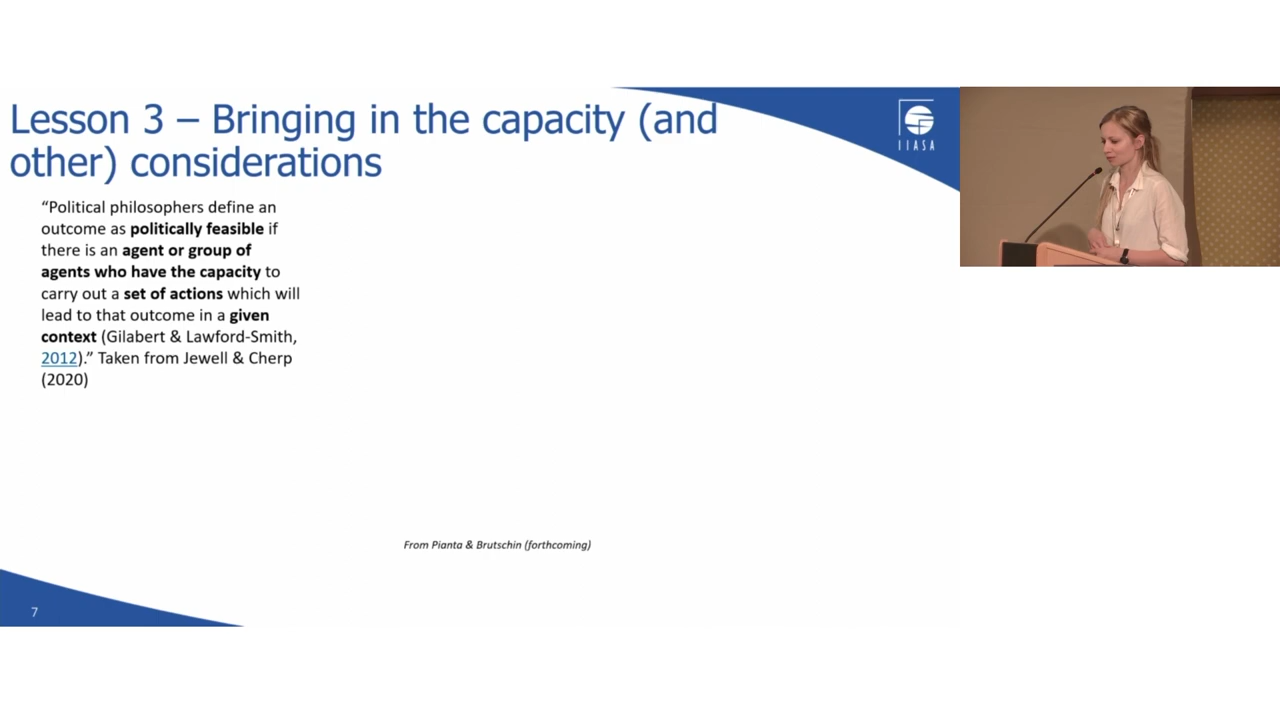 Lesson 3 – Bringing in the capacity (and
other) considerations
IIASA
“Political philosophers define an
outcome as politically feasible if
there is an agent or group of
agents who have the capacity to
carry out a set of actions which will
lead to that outcome in a given
context (Gilabert & Lawford-Smith,
2012).” Taken from Jewell & Cherp
(2020)
From Pianta & Brutschin (forthcoming)
7